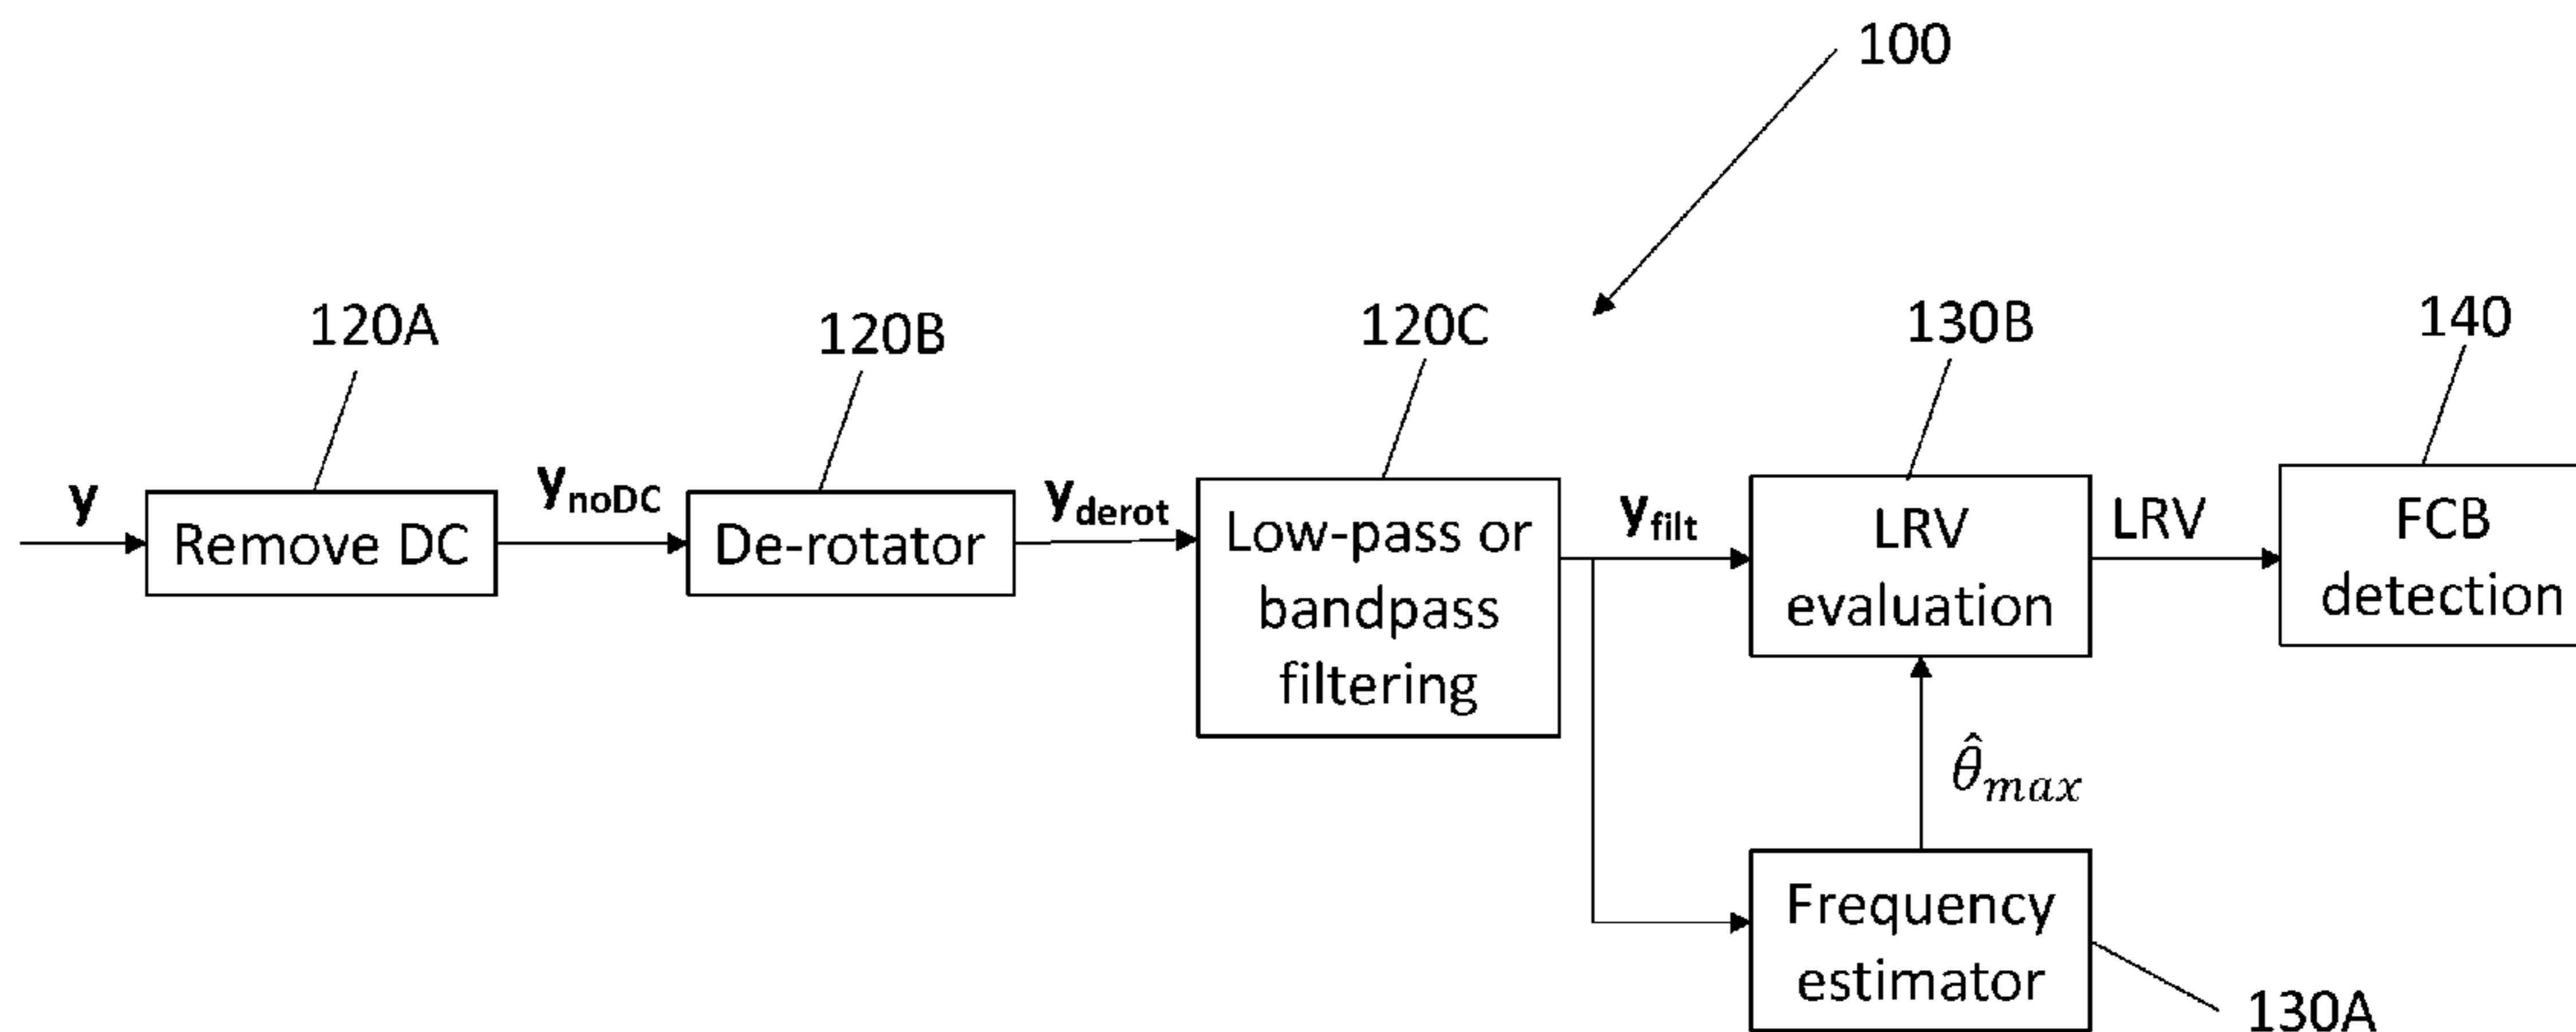 100
120A
120B
120C
130B
140
y
Remove DC
y_noDC
De-rotator
y_derot
Low-pass or
bandpass
filtering
y_filt
LRV
evaluation
LRV
FCB
detection
θ̂_max
Frequency
estimator
130A